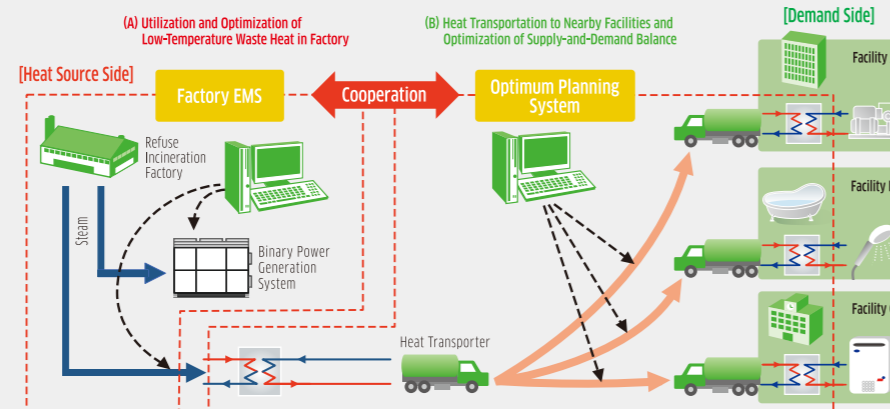 (A) Utilization and Optimization of
Low-Temperature Waste Heat in Factory
(B) Heat Transportation to Nearby Facilities and
Optimization of Supply-and-Demand Balance
[Demand Side]
[Heat Source Side]
Factory EMS
Cooperation
Optimum Planning
System
Facility
Refuse
Incineration
Factory
Steam
Binary Power
Generation
System
Facility
Facility
Heat Transporter